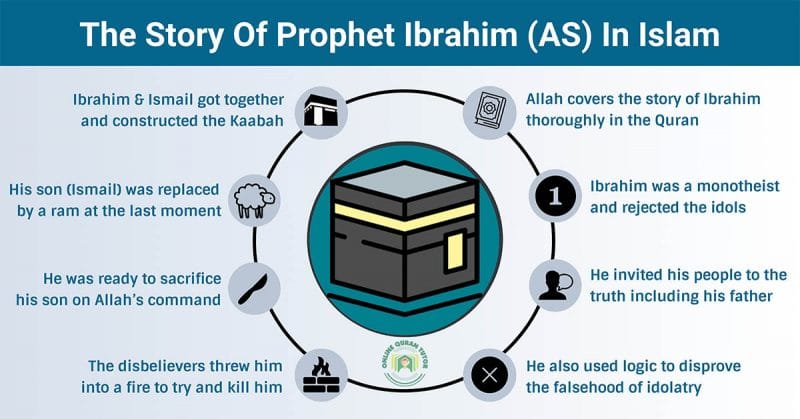 The Story Of Prophet Ibrahim (AS) In Islam
Allah covers the story of Ibrahim
thoroughly in the Quran
1
Ibrahim was a monotheist
and rejected the idols
He invited his people to the
truth including his father
He also used logic to disprove
the falsehood of idolatry
The disbelievers threw him
into a fire to try and kill him
He was ready to sacrifice
his son on Allah's command
His son (Ismail) was replaced
by a ram at the last moment
Ibrahim & Ismail got together
and constructed the Kaabah
ONLINE QURAN TUTOR